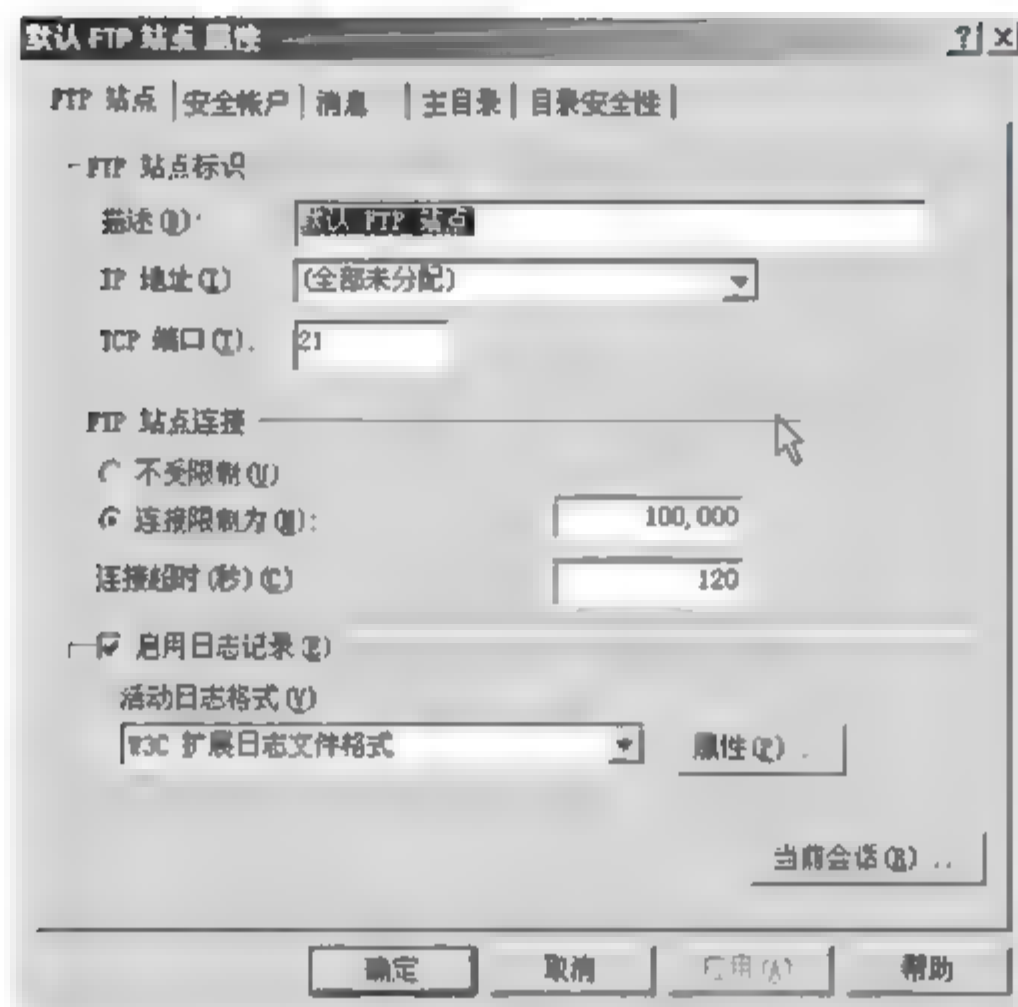 默认 FTP 站点 属性
FTP 站点 安全帐户 消息 主目录 目录安全性
FTP 站点标识
描述(D):
默认 FTP 站点
IP 地址(I)
(全部未分配)
TCP 端口(T).
21
FTP 站点连接
不受限制(U)
连接限制为(M):
100,000
连接超时(秒)(C)
120
启用日志记录(E)
活动日志格式(V)
W3C 扩展日志文件格式
属性(P) .
当前会话(R) ..
确定 取消 应用(A) 帮助